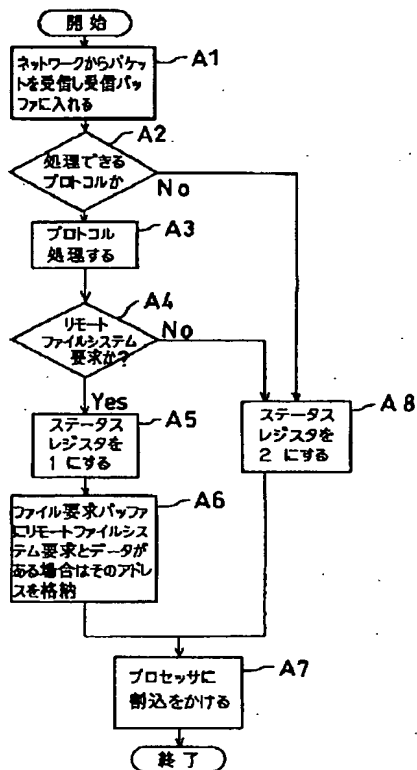 開始
A1
ネットワークからパケッ
トを受信し受信バッ
ファに入れる
A2
処理できる
プロトコルか
No
A3
プロトコル
処理する
A4
リモート
ファイルシステム
要求か?
No
Yes
A5
ステータス
レジスタを
1 にする
A8
ステータス
レジスタを
2 にする
A6
ファイル要求バッファ
にリモートファイルシス
テム要求とデータが
ある場合はそのアドレ
スを格納
A7
プロセッサに
割込をかける
終了